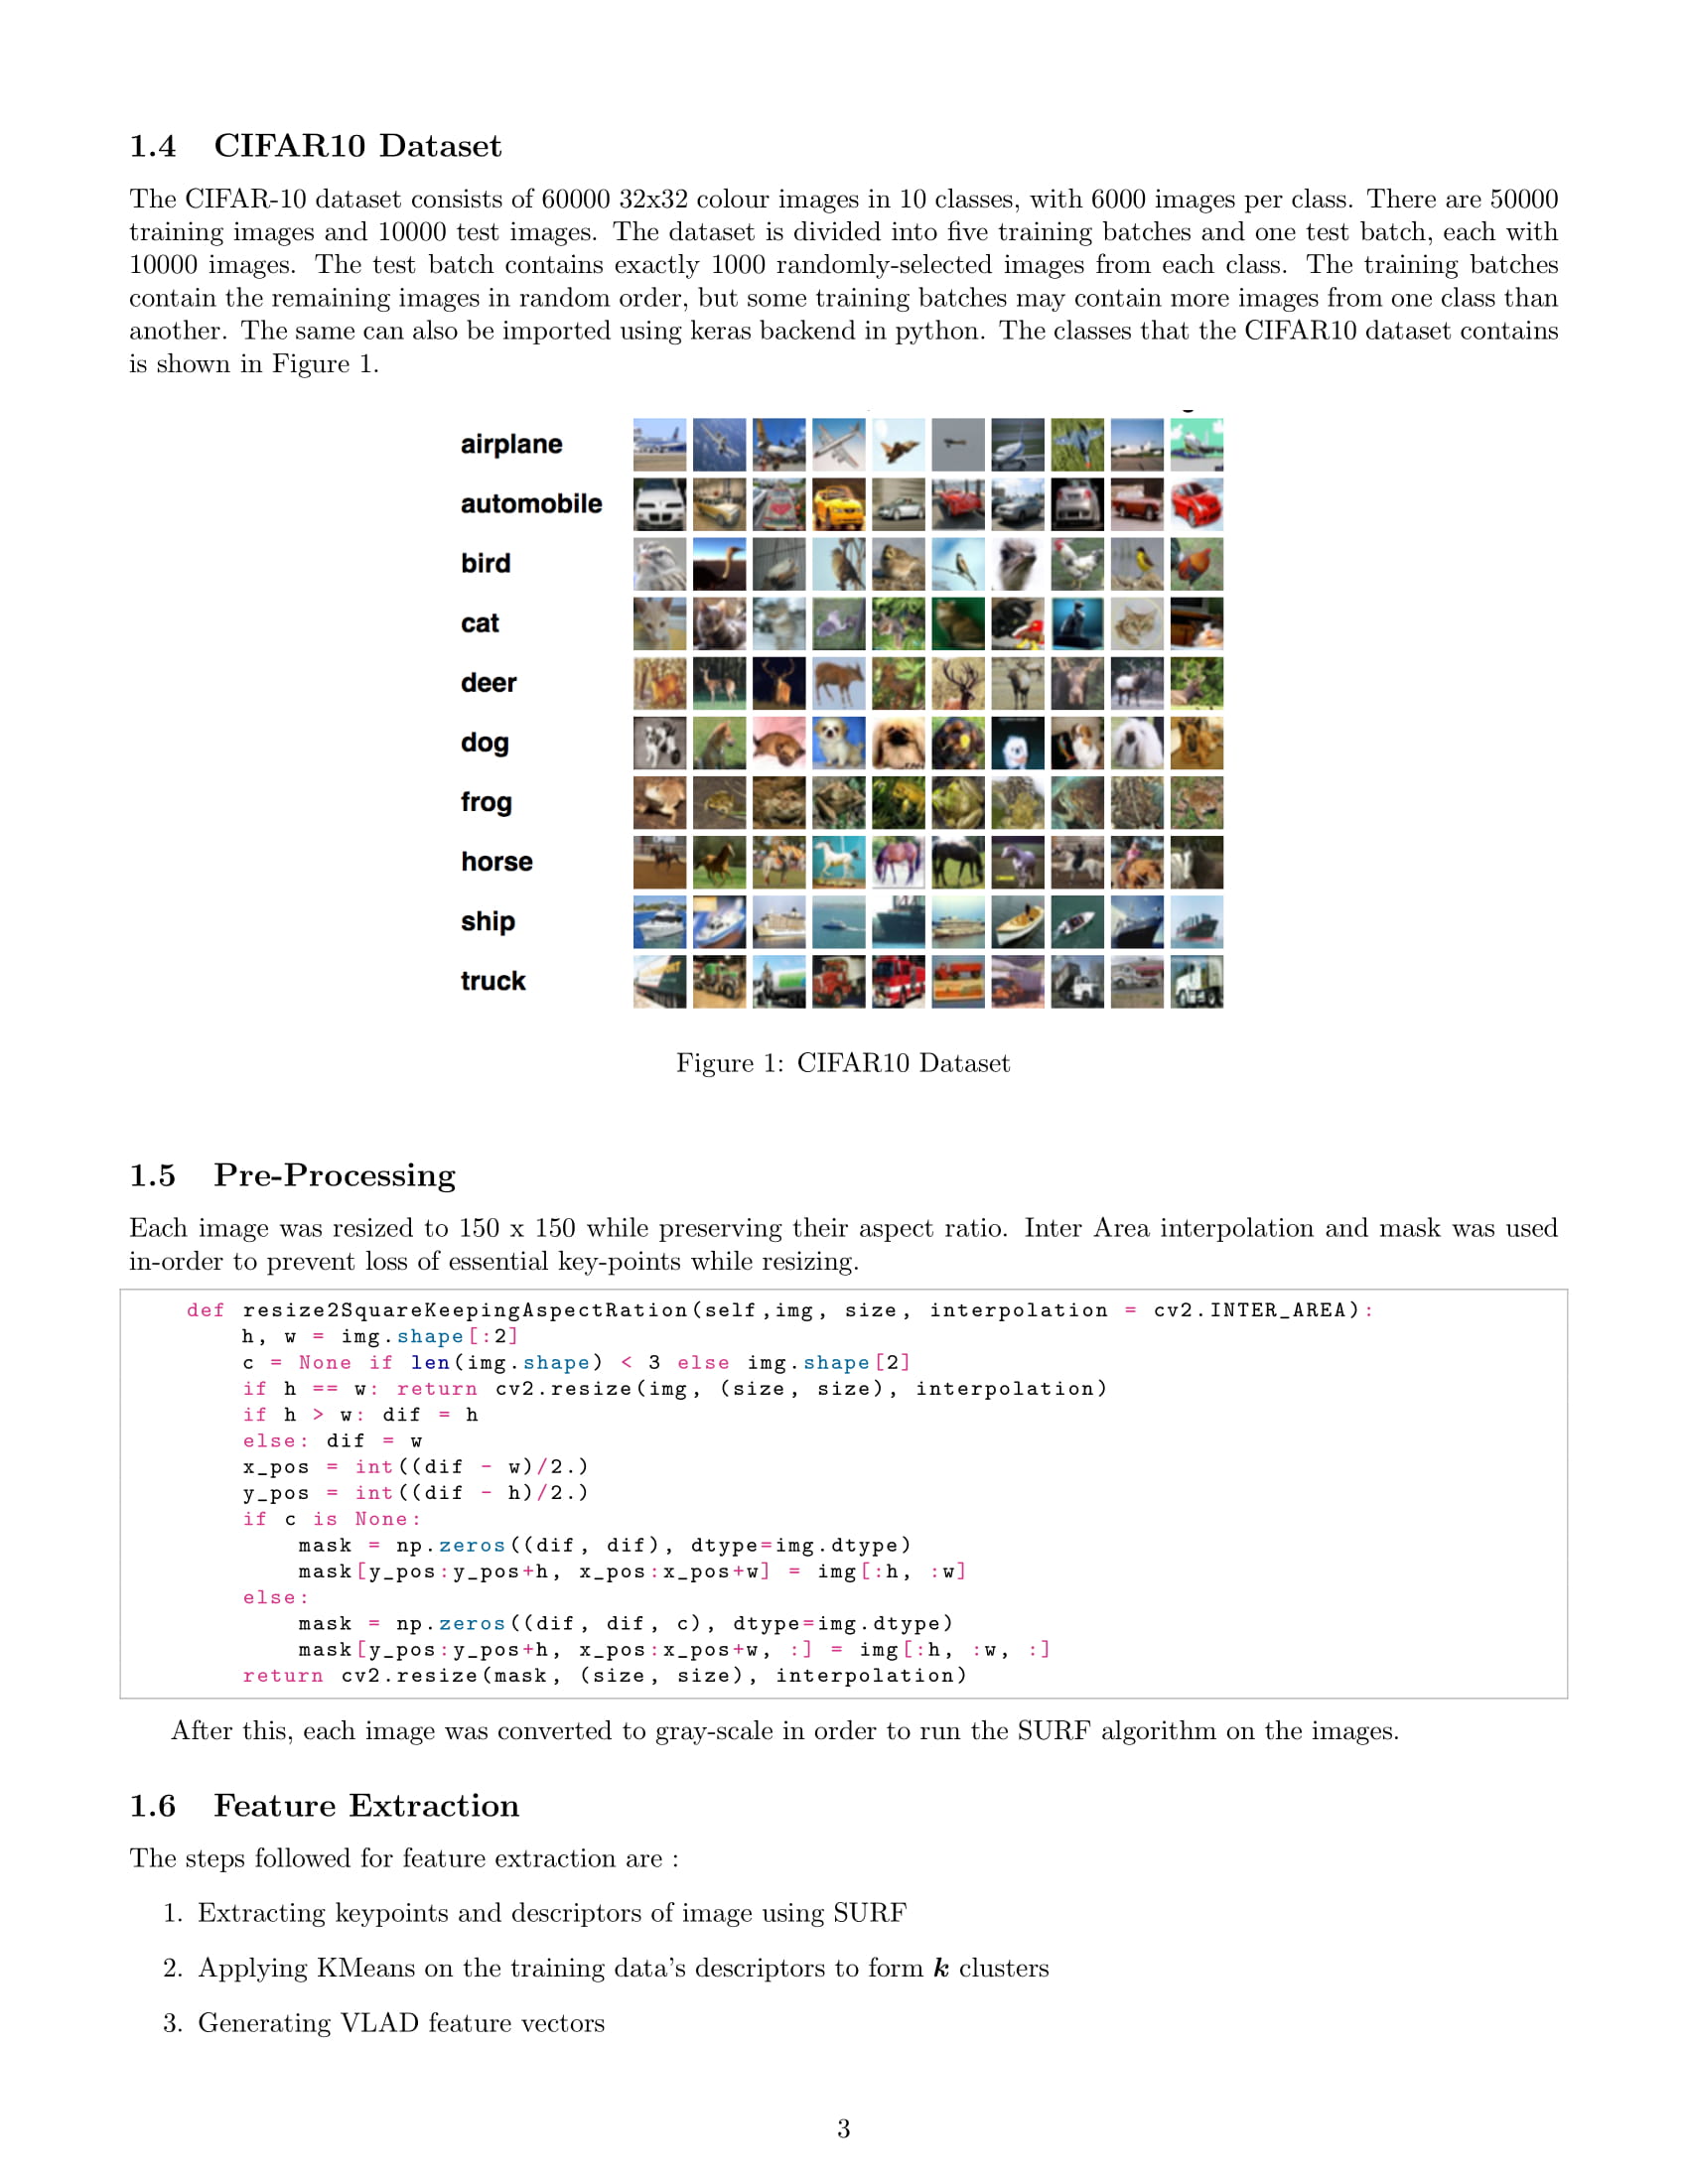 1.4 CIFAR10 Dataset
The CIFAR-10 dataset consists of 60000 32x32 colour images in 10 classes, with 6000 images per class. There are 50000
training images and 10000 test images. The dataset is divided into five training batches and one test batch, each with
10000 images. The test batch contains exactly 1000 randomly-selected images from each class. The training batches
contain the remaining images in random order, but some training batches may contain more images from one class than
another. The same can also be imported using keras backend in python. The classes that the CIFAR10 dataset contains
is shown in Figure 1.
airplane
automobile
bird
cat
deer
dog
frog
horse
ship
truck
Figure 1: CIFAR10 Dataset
1.5 Pre-Processing
Each image was resized to 150 x 150 while preserving their aspect ratio. Inter Area interpolation and mask was used
in-order to prevent loss of essential key-points while resizing.
def resize2SquareKeepingAspectRation(self,img, size, interpolation = cv2.INTER_AREA):
h, w = img.shape[:2]
c = None if len(img.shape) < 3 else img.shape[2]
if h == w: return cv2.resize(img, (size, size), interpolation)
if h > w: dif = h
else: dif = w
x_pos = int((dif - w)/2.)
y_pos = int((dif - h)/2.)
if c is None:
mask = np.zeros((dif, dif), dtype=img.dtype)
mask[y_pos:y_pos+h, x_pos:x_pos+w] = img[:h, :w]
else:
mask = np.zeros((dif, dif, c), dtype=img.dtype)
mask[y_pos:y_pos+h, x_pos:x_pos+w, :] = img[:h, :w, :]
return cv2.resize(mask, (size, size), interpolation)
After this, each image was converted to gray-scale in order to run the SURF algorithm on the images.
1.6 Feature Extraction
The steps followed for feature extraction are :
1. Extracting keypoints and descriptors of image using SURF
2. Applying KMeans on the training data's descriptors to form k clusters
3. Generating VLAD feature vectors
3